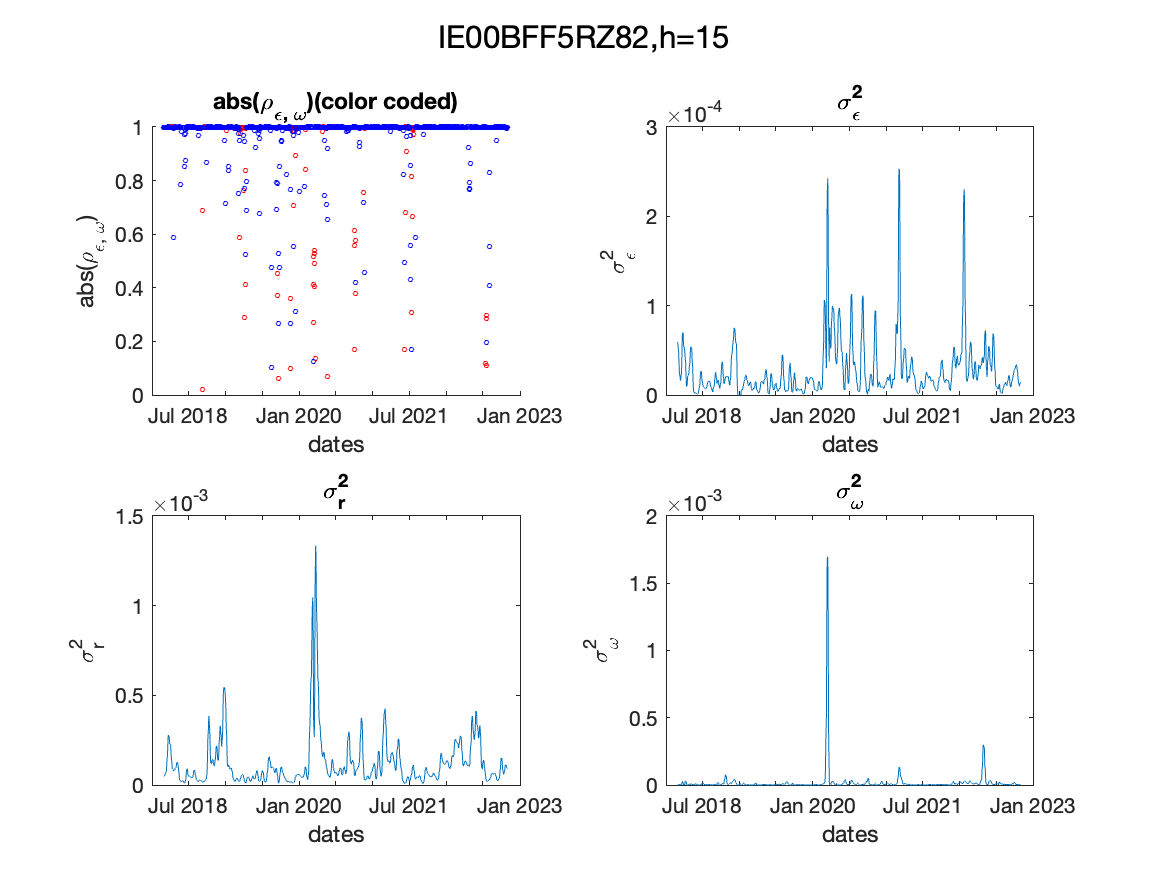 IE00BFF5RZ82,h=15
abs(ρϵ, ω)(color coded)
abs(ρϵ, ω)
1
0.8
0.6
0.4
0.2
0
Jul 2018 Jan 2020 Jul 2021 Jan 2023
dates
σ²ϵ
×10⁻⁴
σ²ϵ
3
2
1
0
Jul 2018 Jan 2020 Jul 2021 Jan 2023
dates
σ²r
×10⁻³
σ²r
1.5
1
0.5
0
Jul 2018 Jan 2020 Jul 2021 Jan 2023
dates
σ²ω
×10⁻³
σ²ω
2
1.5
1
0.5
0
Jul 2018 Jan 2020 Jul 2021 Jan 2023
dates